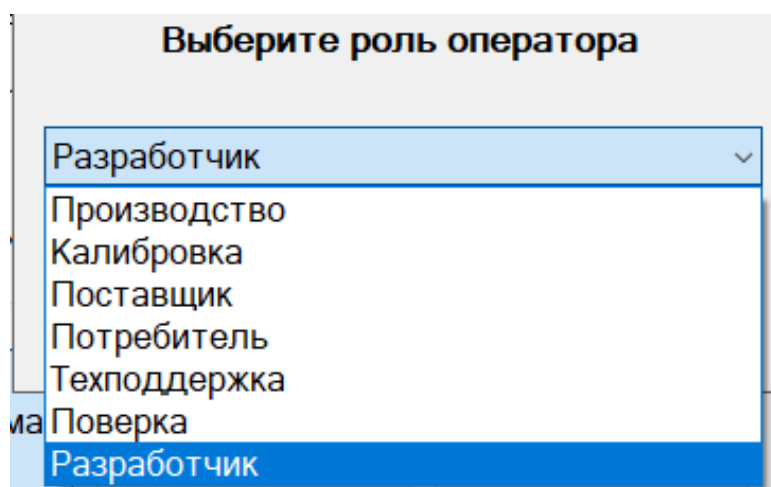 Выберите роль оператора
Разработчик
Производство
Калибровка
Поставщик
Потребитель
Техподдержка
ма
Поверка
Разработчик